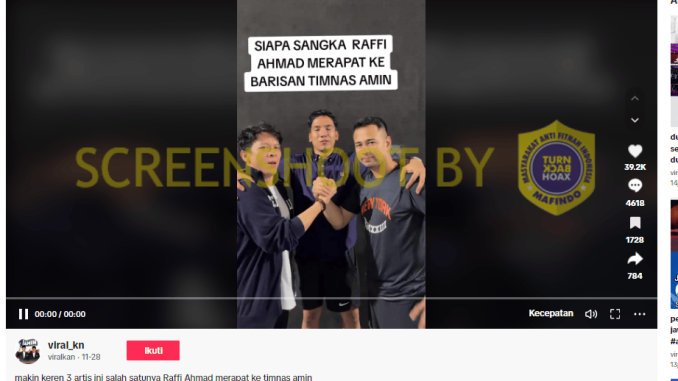 SIAPA SANGKA RAFFI
AHMAD MERAPAT KE
BARISAN TIMNAS AMIN
SCREENSHOOT BY
MASYARAKAT ANTI FITNAH INDONESIA
TURN
BACK
HOAX
MAFINDO
NEW YORK
39.2K
4618
1728
784
00:00 / 00:00
Kecepatan
viral_kn
viralkan · 11-28
Ikuti
makin keren 3 artis ini salah satunya Raffi Ahmad merapat ke timnas amin